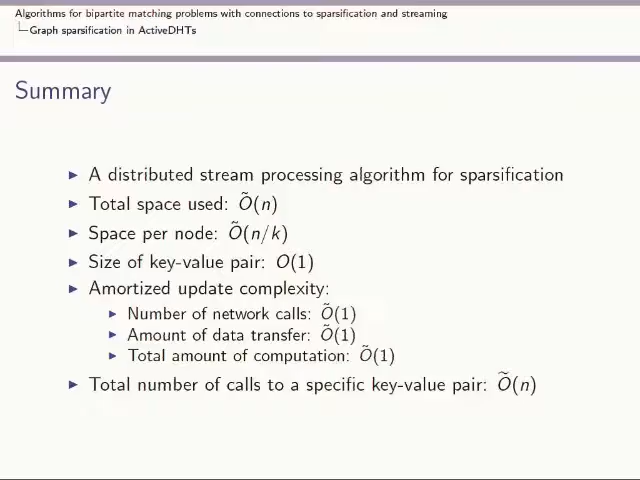 Algorithms for bipartite matching problems with connections to sparsification and streaming
Graph sparsification in ActiveDHTs
Summary
▶ A distributed stream processing algorithm for sparsification
▶ Total space used: Õ(n)
▶ Space per node: Õ(n/k)
▶ Size of key-value pair: O(1)
▶ Amortized update complexity:
▶ Number of network calls: Õ(1)
▶ Amount of data transfer: Õ(1)
▶ Total amount of computation: Õ(1)
▶ Total number of calls to a specific key-value pair: Õ(n)